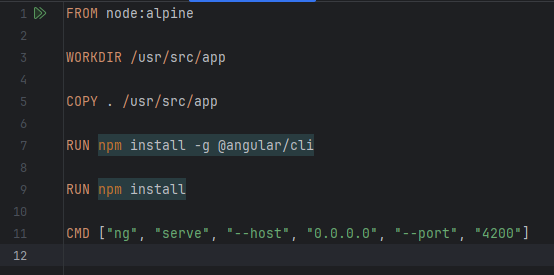 1 FROM node:alpine
2
3 WORKDIR /usr/src/app
4
5 COPY . /usr/src/app
6
7 RUN npm install -g @angular/cli
8
9 RUN npm install
10
11 CMD ["ng", "serve", "--host", "0.0.0.0", "--port", "4200"]
12